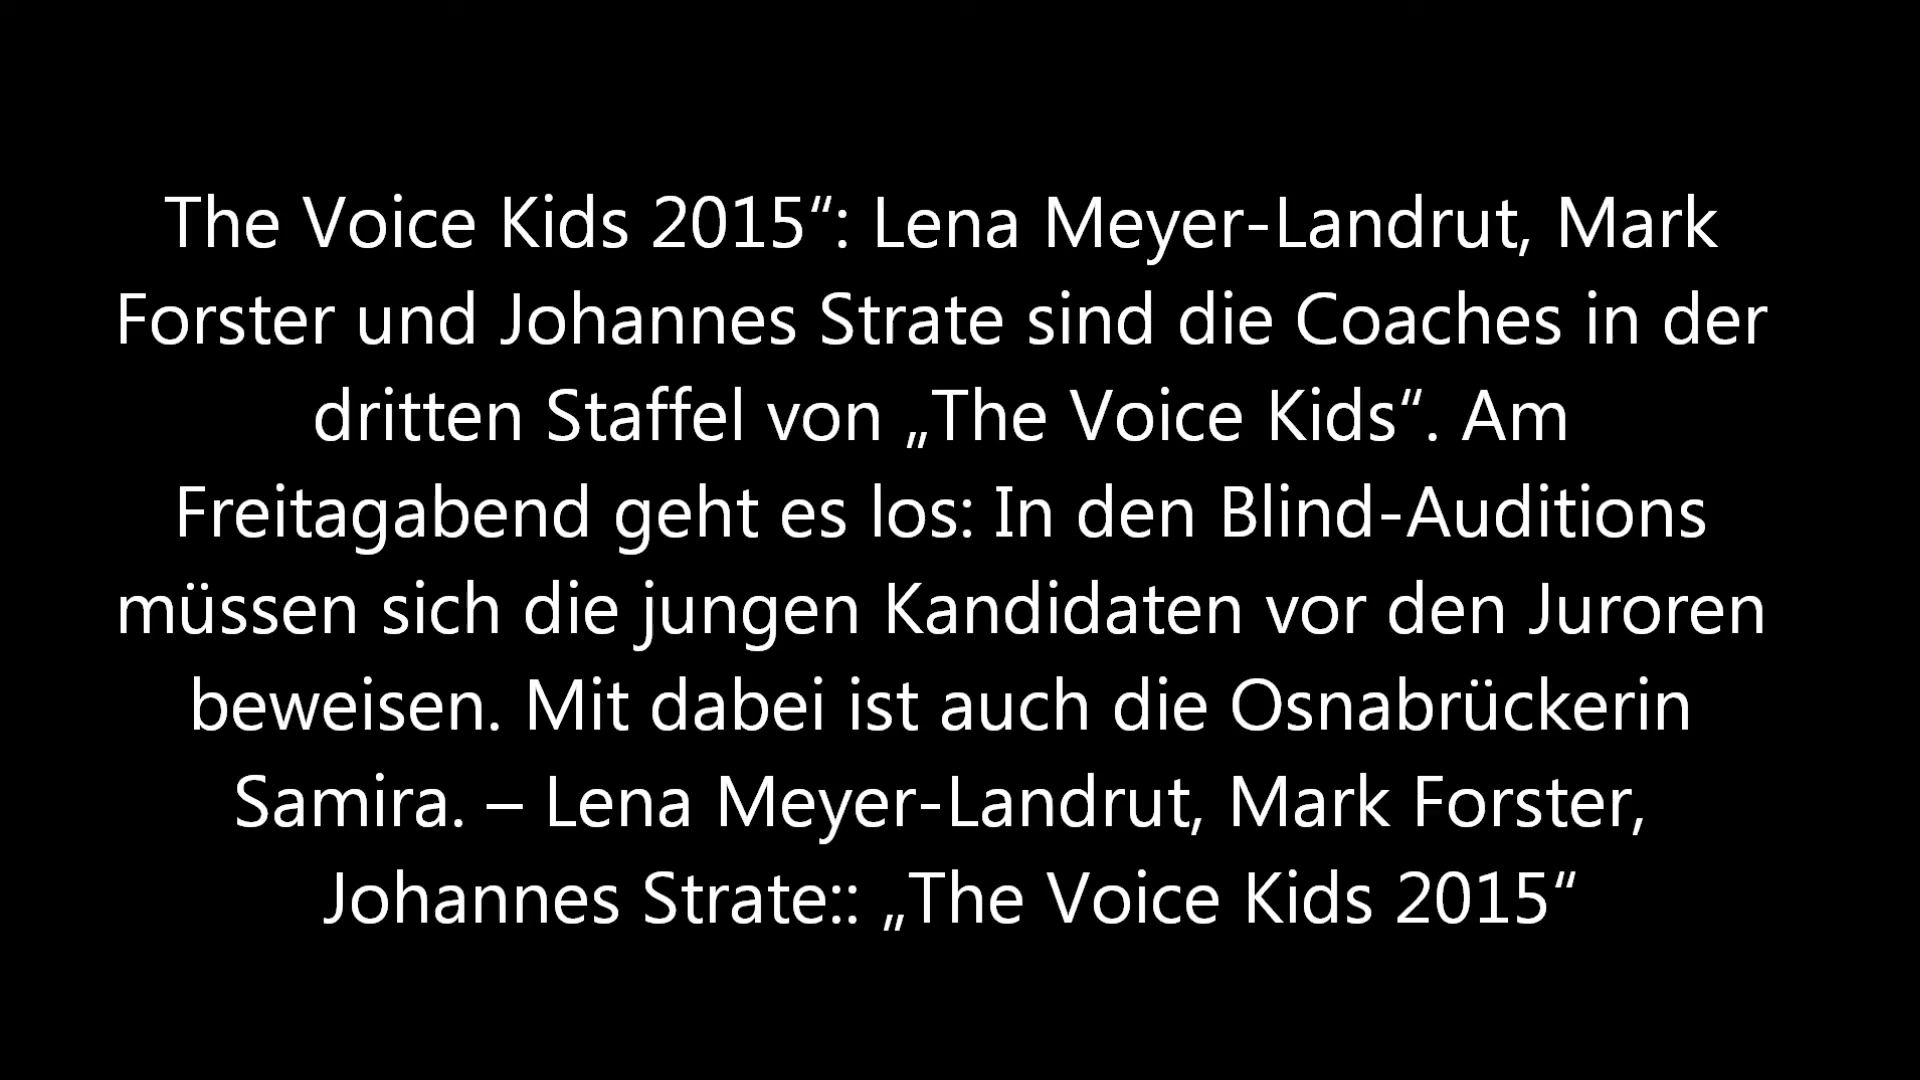 The Voice Kids 2015“: Lena Meyer-Landrut, Mark
Forster und Johannes Strate sind die Coaches in der
dritten Staffel von „The Voice Kids“. Am
Freitagabend geht es los: In den Blind-Auditions
müssen sich die jungen Kandidaten vor den Juroren
beweisen. Mit dabei ist auch die Osnabrückerin
Samira. – Lena Meyer-Landrut, Mark Forster,
Johannes Strate:: „The Voice Kids 2015“